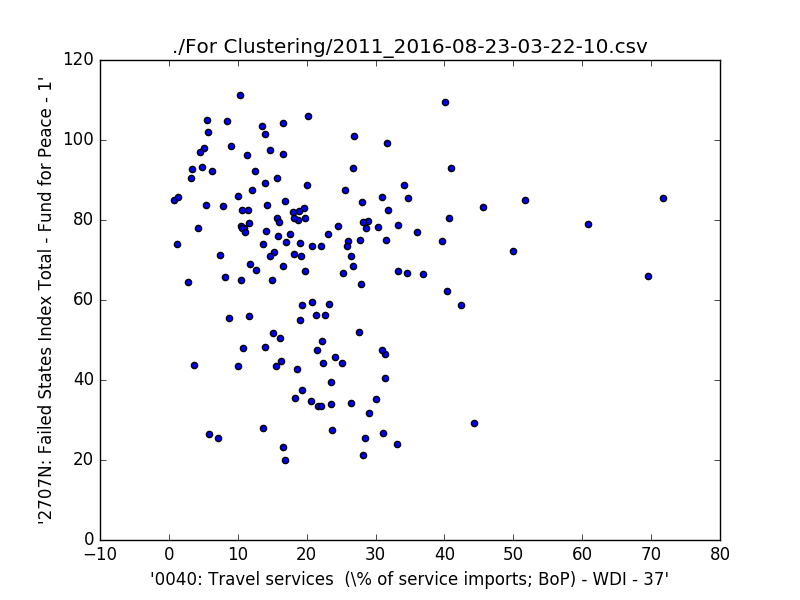 ./For Clustering/2011_2016-08-23-03-22-10.csv
'2707N: Failed States Index Total - Fund for Peace - 1'
120
100
80
60
40
20
0
−10 0 10 20 30 40 50 60 70 80
'0040: Travel services  (\% of service imports; BoP) - WDI - 37'